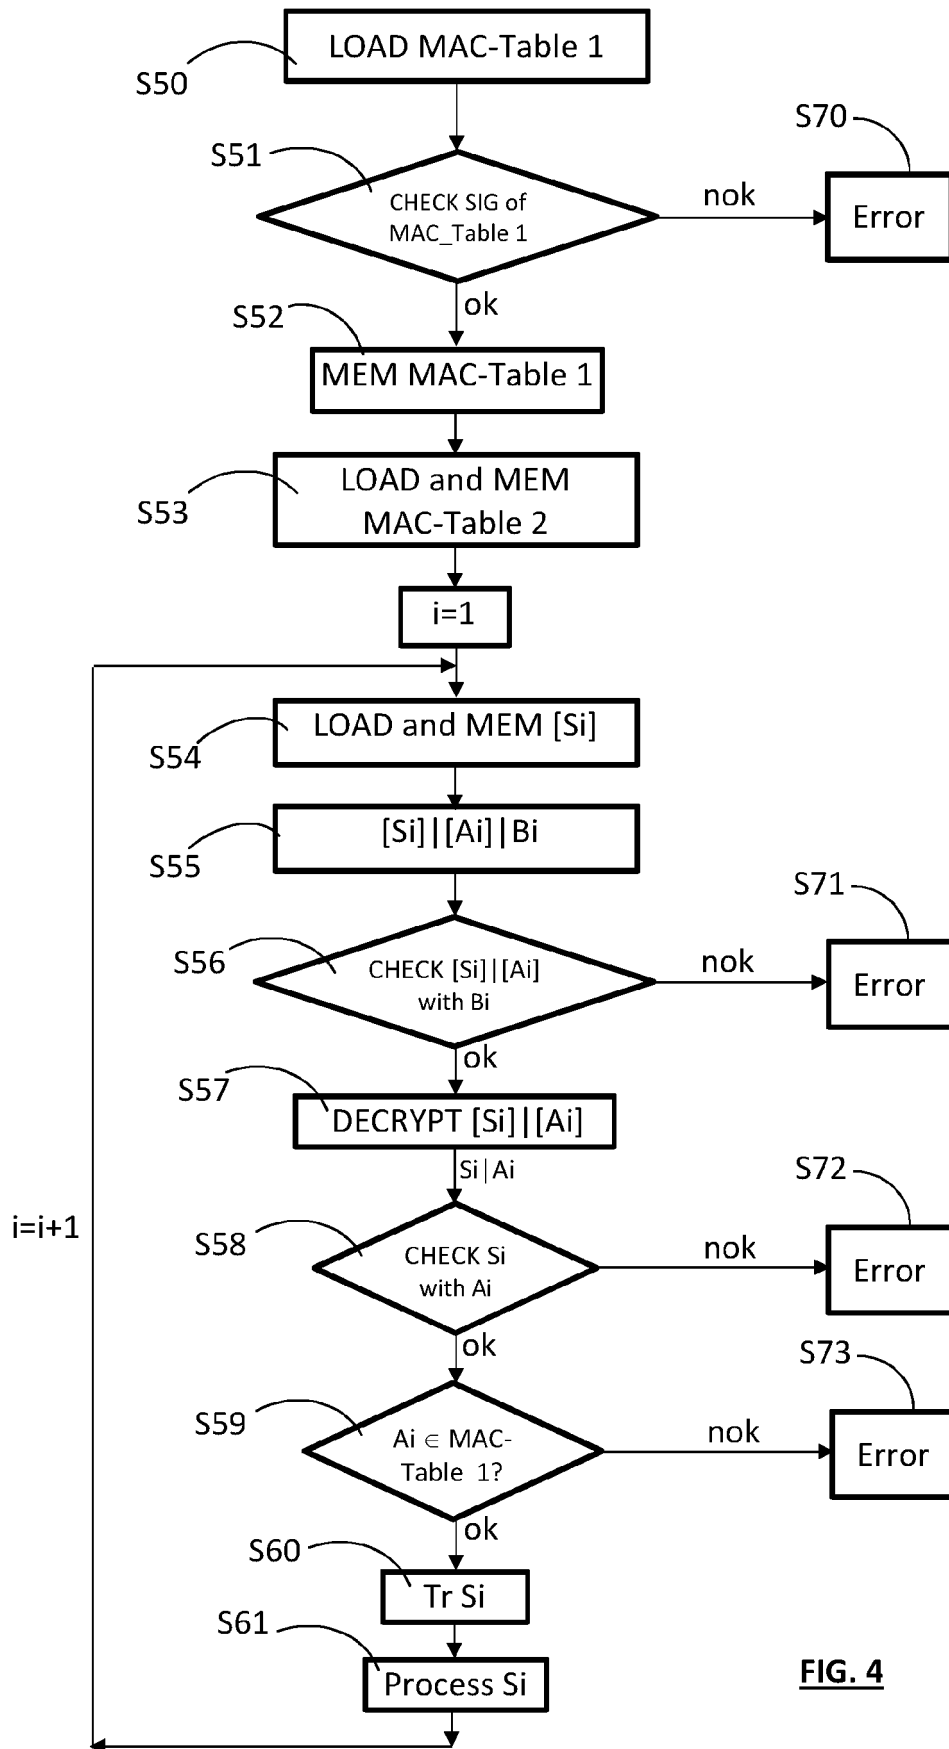 LOAD MAC-Table 1
S50
S70
S51
CHECK SIG of
MAC_Table 1
nok
Error
ok
S52
MEM MAC-Table 1
LOAD and MEM
MAC-Table 2
S53
i=1
LOAD and MEM [Si]
S54
[Si]|[Ai]|Bi
S55
S71
S56
CHECK [Si]|[Ai]
with Bi
nok
Error
ok
S57
DECRYPT [Si]|[Ai]
Si|Ai
S72
i=i+1
S58
CHECK Si
with Ai
nok
Error
ok
S73
S59
Ai ∈ MAC-
Table 1?
nok
Error
ok
S60
Tr Si
S61
Process Si
FIG. 4